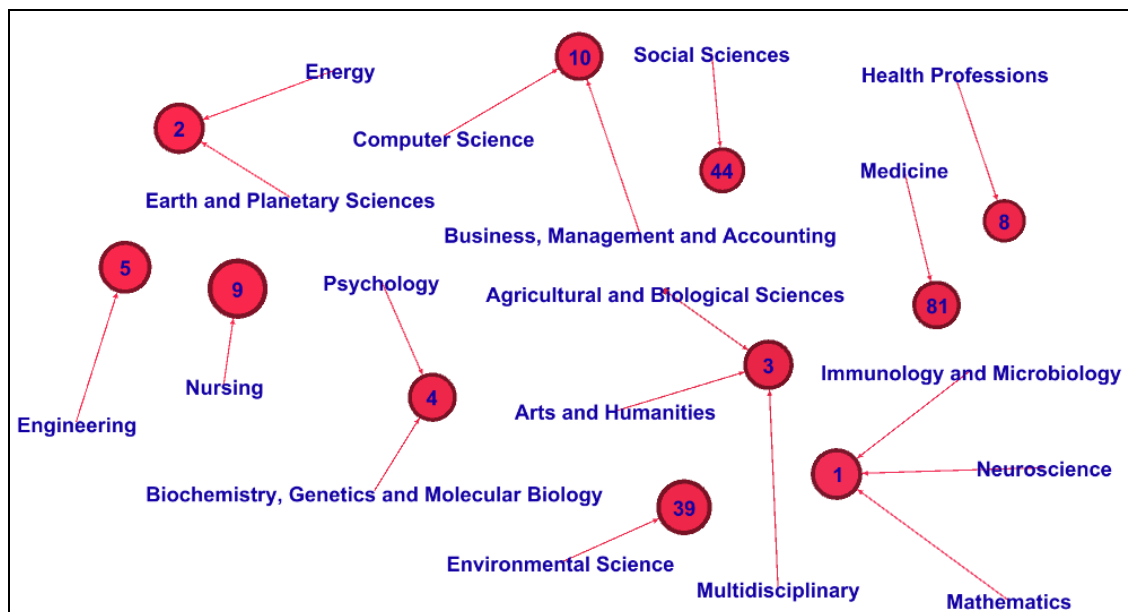 10
Social Sciences
Energy
Health Professions
2
Computer Science
44
Medicine
Earth and Planetary Sciences
8
Business, Management and Accounting
5
9
Psychology
Agricultural and Biological Sciences
81
3
Immunology and Microbiology
Nursing
4
Arts and Humanities
Engineering
1
Neuroscience
Biochemistry, Genetics and Molecular Biology
39
Environmental Science
Multidisciplinary
Mathematics